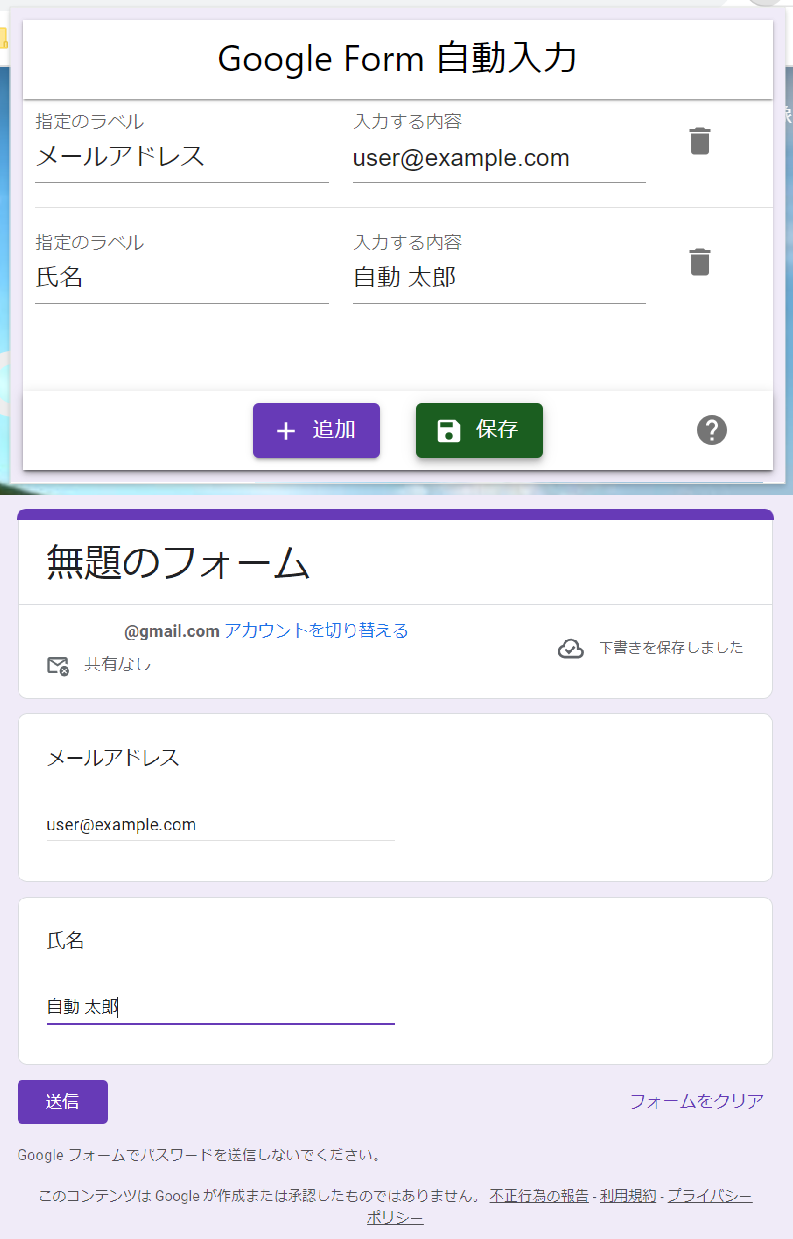 Google Form 自動入力
指定のラベル 入力する内容
メールアドレス user@example.com
指定のラベル 入力する内容
氏名 自動 太郎
追加 保存
無題のフォーム
@gmail.com アカウントを切り替える
共有なし 下書きを保存しました
メールアドレス
user@example.com
氏名
自動 太郎
送信 フォームをクリア
Google フォームでパスワードを送信しないでください。
このコンテンツは Google が作成または承認したものではありません。 不正行為の報告 - 利用規約 - プライバシー
ポリシー